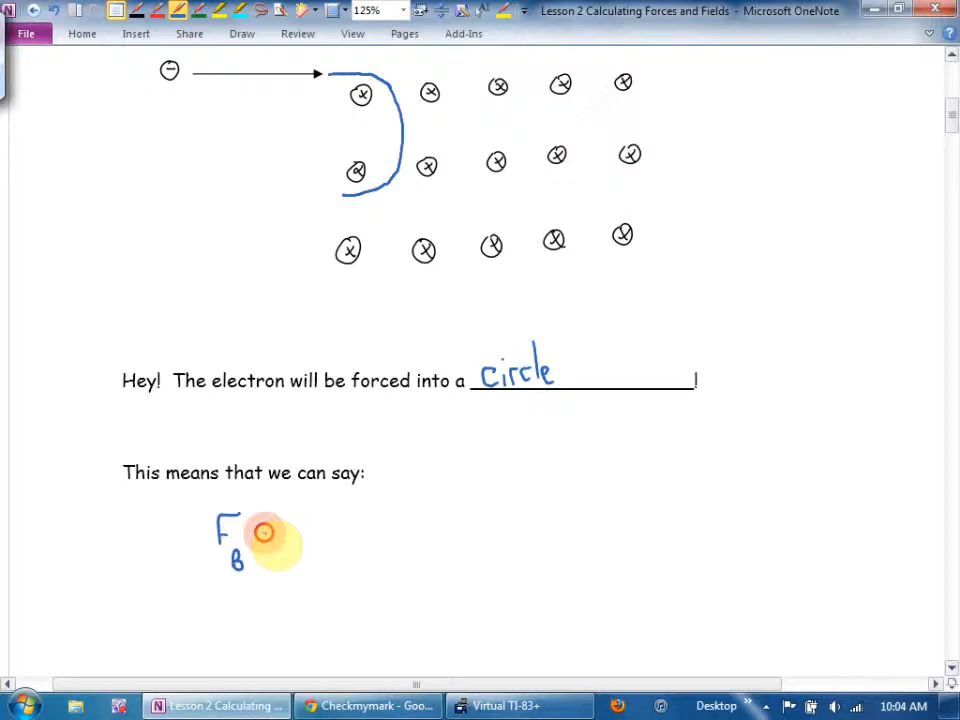 125%
Lesson 2 Calculating Forces and Fields - Microsoft OneNote
File Home Insert Share Draw Review View Pages Add-Ins
Hey! The electron will be forced into a circle!
This means that we can say:
F
B
Lesson 2 Calculating ... Checkmymark - Goo... Virtual TI-83+ Desktop 10:04 AM